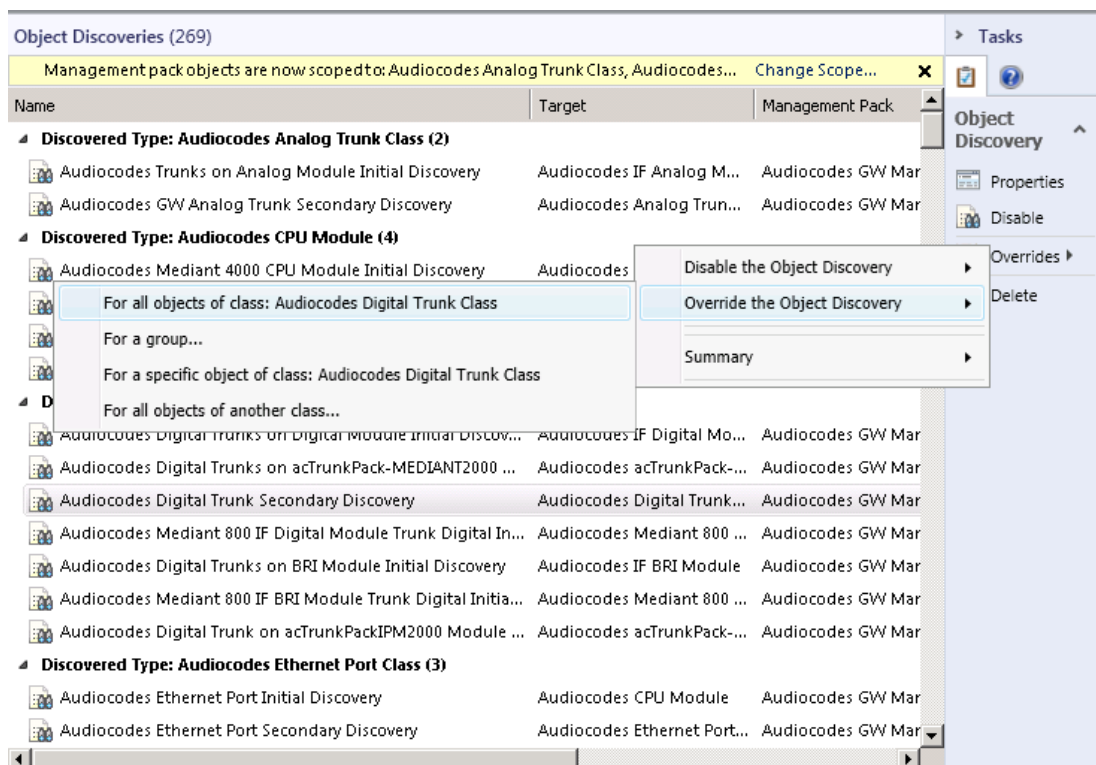 Object Discoveries (269)
Tasks
Management pack objects are now scoped to: Audiocodes Analog Trunk Class, Audiocodes... Change Scope...
Name Target Management Pack
Object Discovery
Discovered Type: Audiocodes Analog Trunk Class (2)
Audiocodes Trunks on Analog Module Initial Discovery Audiocodes IF Analog M... Audiocodes GW Mar
Properties
Audiocodes GW Analog Trunk Secondary Discovery Audiocodes Analog Trun... Audiocodes GW Mar
Disable
Discovered Type: Audiocodes CPU Module (4)
Overrides
Audiocodes Mediant 4000 CPU Module Initial Discovery Audiocodes
Disable the Object Discovery
Delete
For all objects of class: Audiocodes Digital Trunk Class
Override the Object Discovery
For a group...
Summary
For a specific object of class: Audiocodes Digital Trunk Class
For all objects of another class...
D
Audiocodes Digital Trunks on Digital Module Initial Discov... Audiocodes IF Digital Mo... Audiocodes GW Mar
Audiocodes Digital Trunks on acTrunkPack-MEDIANT2000 ... Audiocodes acTrunkPack-... Audiocodes GW Mar
Audiocodes Digital Trunk Secondary Discovery Audiocodes Digital Trunk... Audiocodes GW Mar
Audiocodes Mediant 800 IF Digital Module Trunk Digital In... Audiocodes Mediant 800 ... Audiocodes GW Mar
Audiocodes Digital Trunks on BRI Module Initial Discovery Audiocodes IF BRI Module Audiocodes GW Mar
Audiocodes Mediant 800 IF BRI Module Trunk Digital Initia... Audiocodes Mediant 800 ... Audiocodes GW Mar
Audiocodes Digital Trunk on acTrunkPackIPM2000 Module ... Audiocodes acTrunkPack-... Audiocodes GW Mar
Discovered Type: Audiocodes Ethernet Port Class (3)
Audiocodes Ethernet Port Initial Discovery Audiocodes CPU Module Audiocodes GW Mar
Audiocodes Ethernet Port Secondary Discovery Audiocodes Ethernet Port... Audiocodes GW Mar